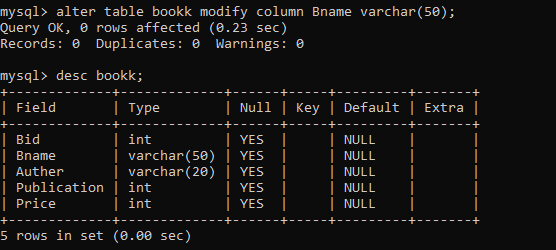 mysql> alter table bookk modify column Bname varchar(50);
Query OK, 0 rows affected (0.23 sec)
Records: 0  Duplicates: 0  Warnings: 0

mysql> desc bookk;
+-------------+-------------+------+-----+---------+-------+
| Field       | Type        | Null | Key | Default | Extra |
+-------------+-------------+------+-----+---------+-------+
| Bid         | int         | YES  |     | NULL    |       |
| Bname       | varchar(50) | YES  |     | NULL    |       |
| Auther      | varchar(20) | YES  |     | NULL    |       |
| Publication | int         | YES  |     | NULL    |       |
| Price       | int         | YES  |     | NULL    |       |
+-------------+-------------+------+-----+---------+-------+
5 rows in set (0.00 sec)